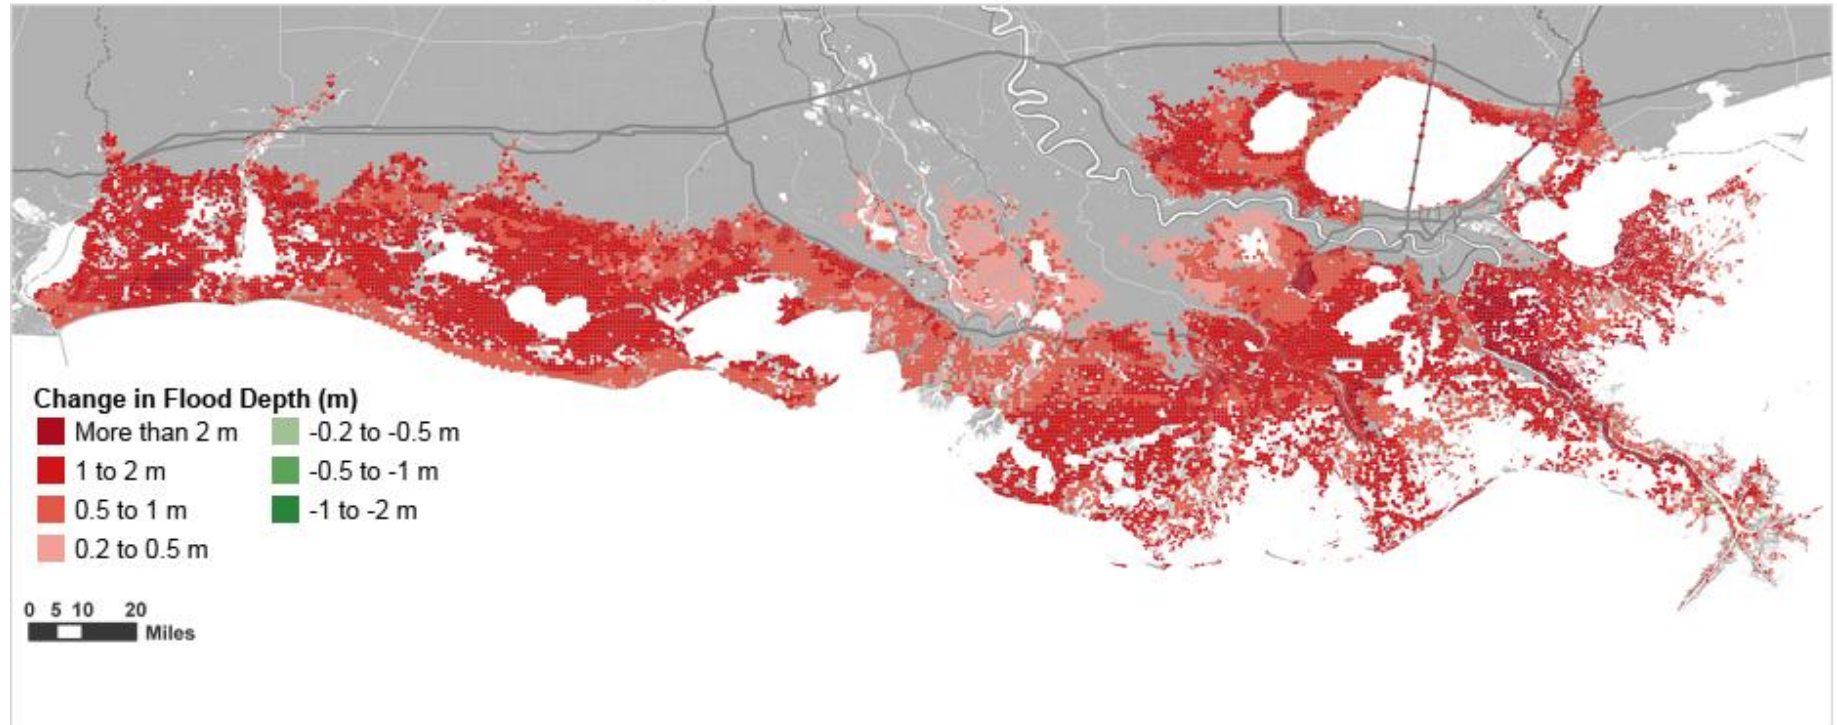 Change in Flood Depth (m)
More than 2 m
-0.2 to -0.5 m
1 to 2 m
-0.5 to -1 m
0.5 to 1 m
-1 to -2 m
0.2 to 0.5 m
0 5 10 20
Miles